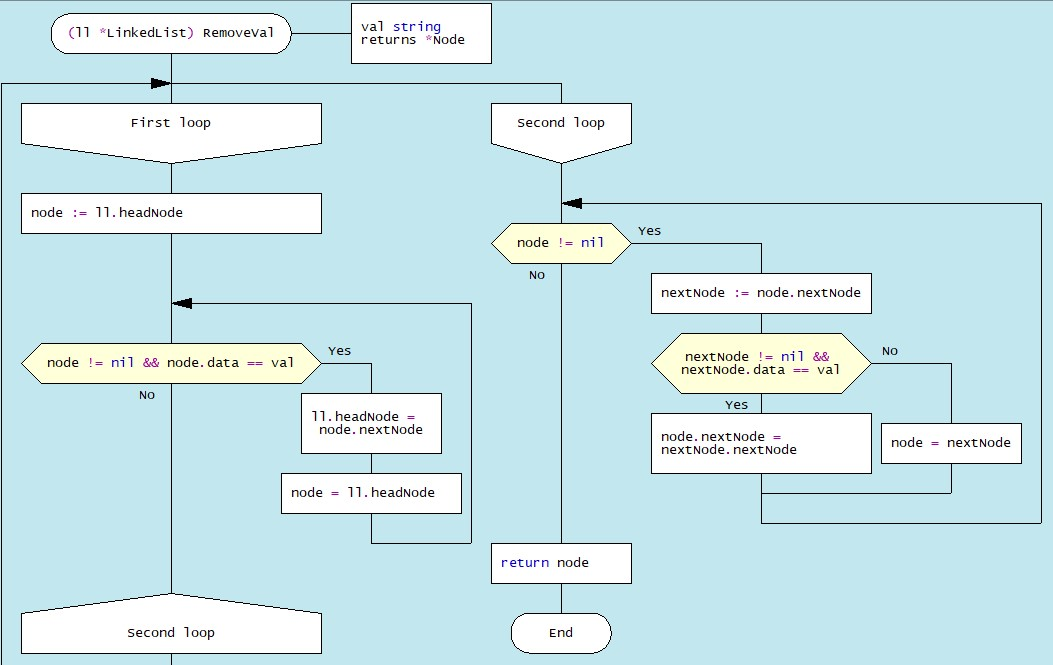 (ll *LinkedList) RemoveVal
val string
returns *Node
First loop
node := ll.headNode
node != nil && node.data == val
Yes
No
ll.headNode =
node.nextNode
node = ll.headNode
Second loop
Second loop
node != nil
Yes
No
nextNode := node.nextNode
nextNode != nil &&
nextNode.data == val
No
Yes
node.nextNode =
nextNode.nextNode
node = nextNode
return node
End